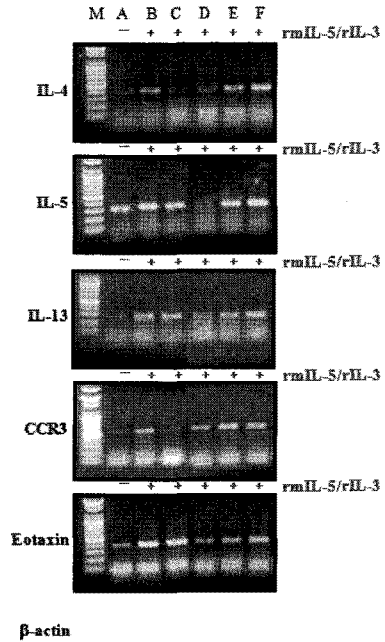 M A B C D E F
− + + + + + rmIL-5/rIL-3
IL-4
− + + + + + rmIL-5/rIL-3
IL-5
− + + + + + rmIL-5/rIL-3
IL-13
− + + + + + rmIL-5/rIL-3
CCR3
− + + + + + rmIL-5/rIL-3
Eotaxin
β-actin